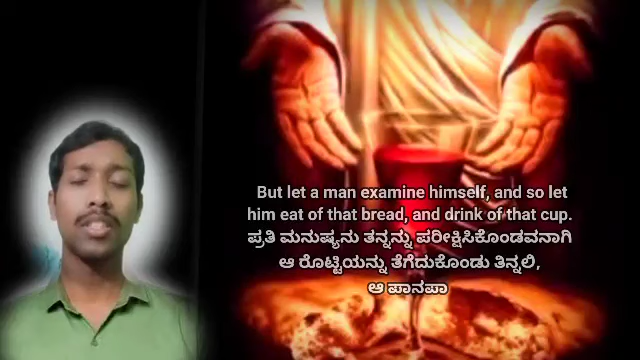 But let a man examine himself, and so let
him eat of that bread, and drink of that cup.
ಪ್ರತಿ ಮನುಷ್ಯನು ತನ್ನನ್ನು ಪರೀಕ್ಷಿಸಿಕೊಂಡವನಾಗಿ
ಆ ರೊಟ್ಟಿಯನ್ನು ತೆಗೆದುಕೊಂಡು ತಿನ್ನಲಿ,
ಆ ಪಾನಪಾ